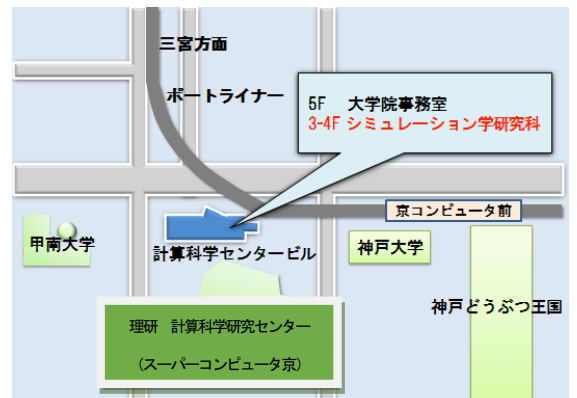 三宮方面
ポートライナー
5F 大学院事務室
3-4F シミュレーション学研究科
京コンピュータ前
甲南大学
計算科学センタービル
神戸大学
神戸どうぶつ王国
理研 計算科学研究センター
(スーパーコンピュータ京)